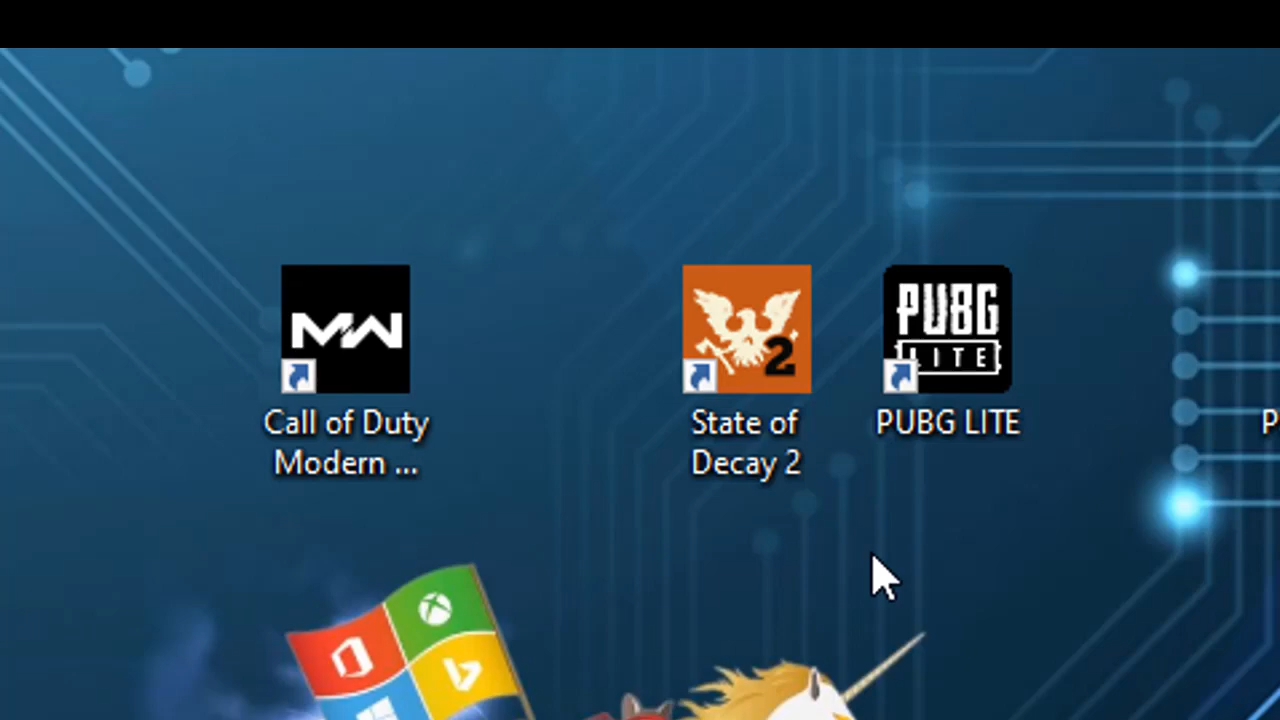 MW
2
PUBG
LITE
Call of Duty
Modern ...
State of
Decay 2
PUBG LITE
P